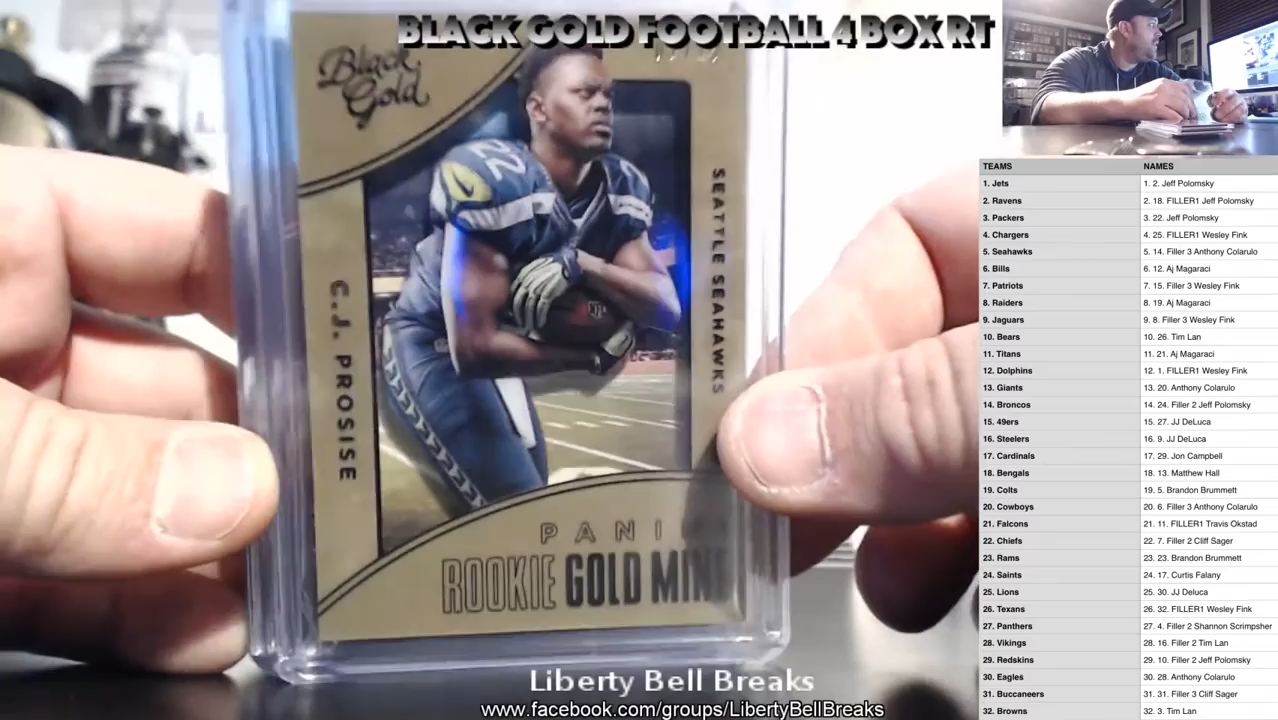 BLACK GOLD FOOTBALL 4 BOX RT
Black
Gold
22
C.J. PROSISE
SEATTLE SEAHAWKS
NFL
PANI
ROOKIE GOLD MIN
Liberty Bell Breaks
www.facebook.com/groups/LibertyBellBreaks
TEAMS NAMES
1. Jets 1. 2. Jeff Polomsky
2. Ravens 2. 18. FILLER1 Jeff Polomsky
3. Packers 3. 22. Jeff Polomsky
4. Chargers 4. 25. FILLER1 Wesley Fink
5. Seahawks 5. 14. Filler 3 Anthony Colarulo
6. Bills 6. 12. Aj Magaraci
7. Patriots 7. 15. Filler 3 Wesley Fink
8. Raiders 8. 19. Aj Magaraci
9. Jaguars 9. 8. Filler 3 Wesley Fink
10. Bears 10. 26. Tim Lan
11. Titans 11. 21. Aj Magaraci
12. Dolphins 12. 1. FILLER1 Wesley Fink
13. Giants 13. 20. Anthony Colarulo
14. Broncos 14. 24. Filler 2 Jeff Polomsky
15. 49ers 15. 27. JJ DeLuca
16. Steelers 16. 9. JJ DeLuca
17. Cardinals 17. 29. Jon Campbell
18. Bengals 18. 13. Matthew Hall
19. Colts 19. 5. Brandon Brummett
20. Cowboys 20. 6. Filler 3 Anthony Colarulo
21. Falcons 21. 11. FILLER1 Travis Okstad
22. Chiefs 22. 7. Filler 2 Cliff Sager
23. Rams 23. 23. Brandon Brummett
24. Saints 24. 17. Curtis Falany
25. Lions 25. 30. JJ Deluca
26. Texans 26. 32. FILLER1 Wesley Fink
27. Panthers 27. 4. Filler 2 Shannon Scrimpsher
28. Vikings 28. 16. Filler 2 Tim Lan
29. Redskins 29. 10. Filler 2 Jeff Polomsky
30. Eagles 30. 28. Anthony Colarulo
31. Buccaneers 31. 31. Filler 3 Cliff Sager
32. Browns 32. 3. Tim Lan